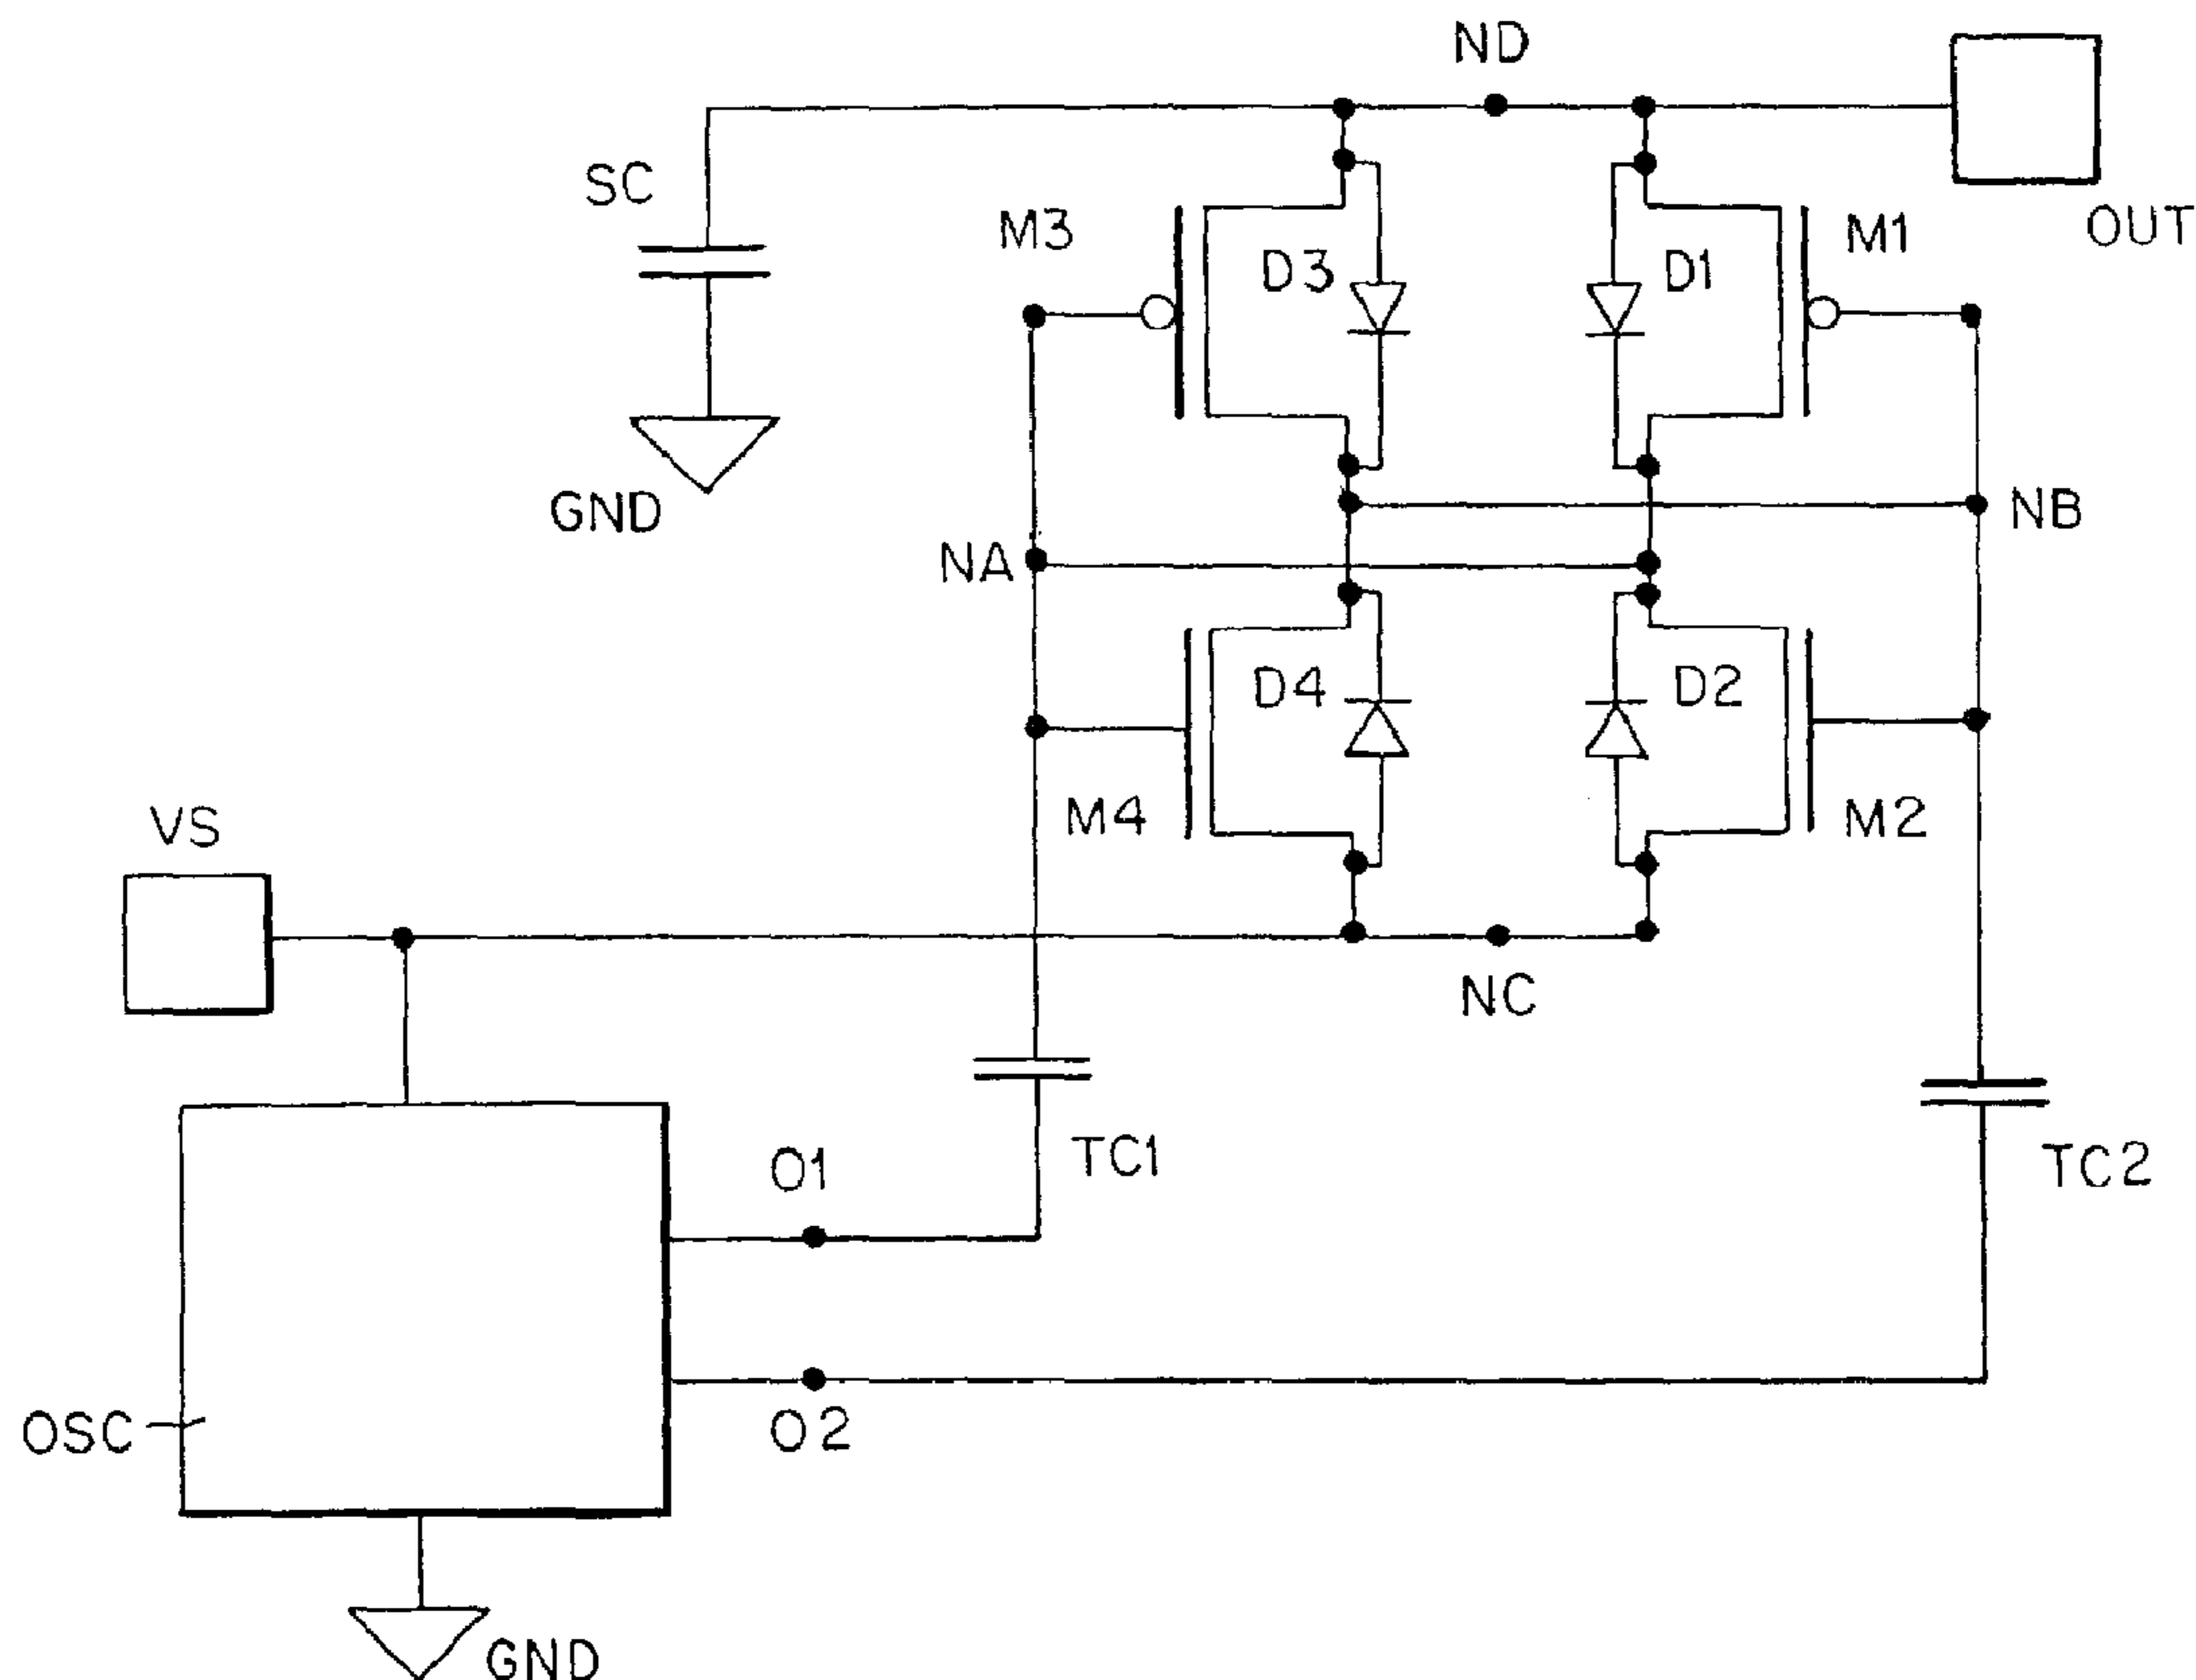 ND
SC
M3
D3
D1
M1
OUT
GND
NA
NB
D4
D2
M4
M2
VS
NC
O1
TC1
TC2
OSC
O2
GND